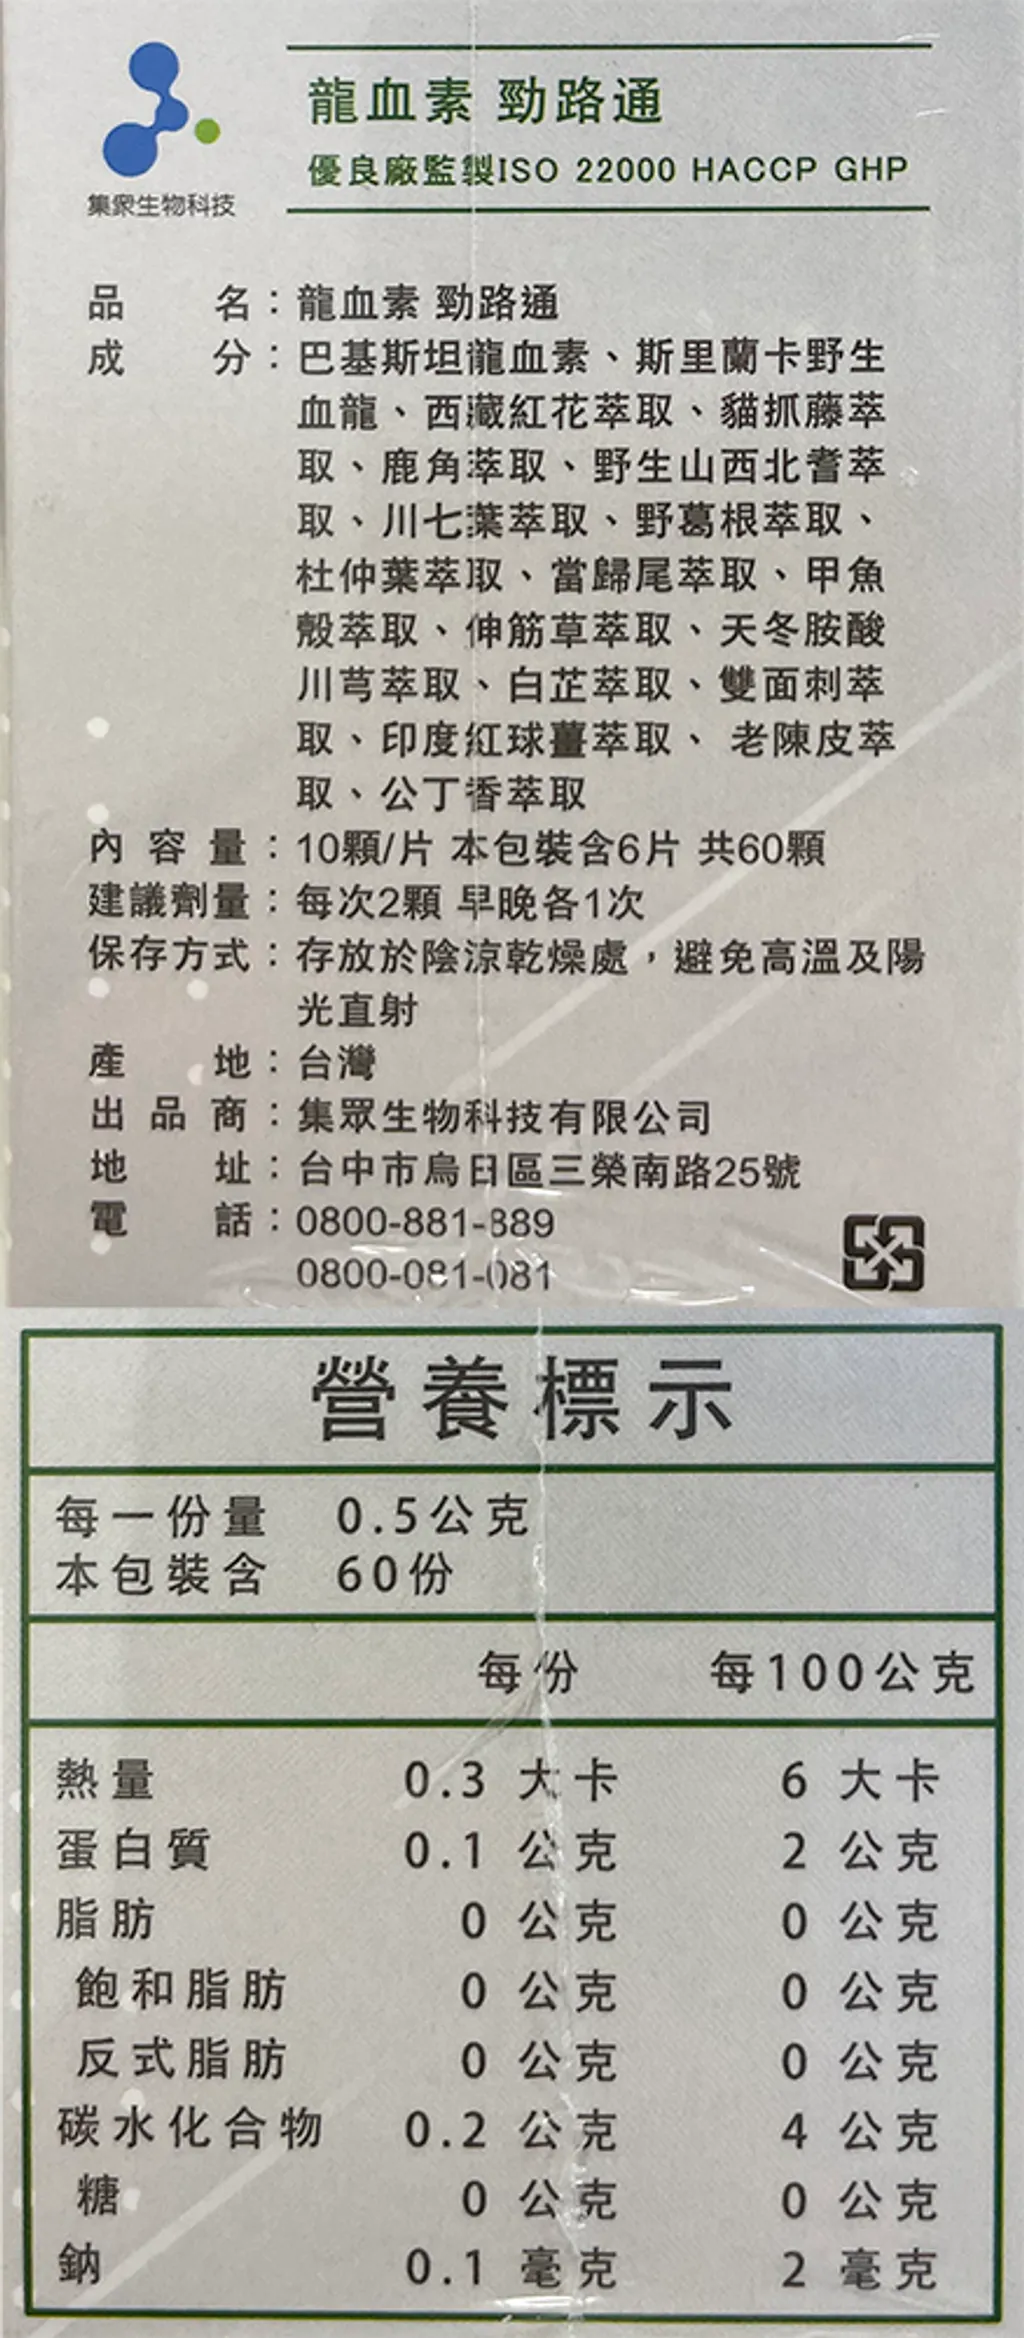 集眾生物科技
龍血素 勁路通
優良廠監製ISO 22000 HACCP GHP
品名：龍血素 勁路通
成分：巴基斯坦龍血素、斯里蘭卡野生
血龍、西藏紅花萃取、貓抓藤萃
取、鹿角萃取、野生山西北耆萃
取、川七葉萃取、野葛根萃取、
杜仲葉萃取、當歸尾萃取、甲魚
殼萃取、伸筋草萃取、天冬胺酸
川芎萃取、白芷萃取、雙面刺萃
取、印度紅球薑萃取、 老陳皮萃
取、公丁香萃取
內容量：10顆/片 本包裝含6片 共60顆
建議劑量：每次2顆 早晚各1次
保存方式：存放於陰涼乾燥處，避免高溫及陽
光直射
產地：台灣
出品商：集眾生物科技有限公司
地址：台中市烏日區三榮南路25號
電話：0800-881-889
0800-081-081
營養標示
每一份量 0.5公克
本包裝含 60份
每份 每100公克
熱量 0.3 大卡 6 大卡
蛋白質 0.1 公克 2 公克
脂肪 0 公克 0 公克
飽和脂肪 0 公克 0 公克
反式脂肪 0 公克 0 公克
碳水化合物 0.2 公克 4 公克
糖 0 公克 0 公克
鈉 0.1 毫克 2 毫克